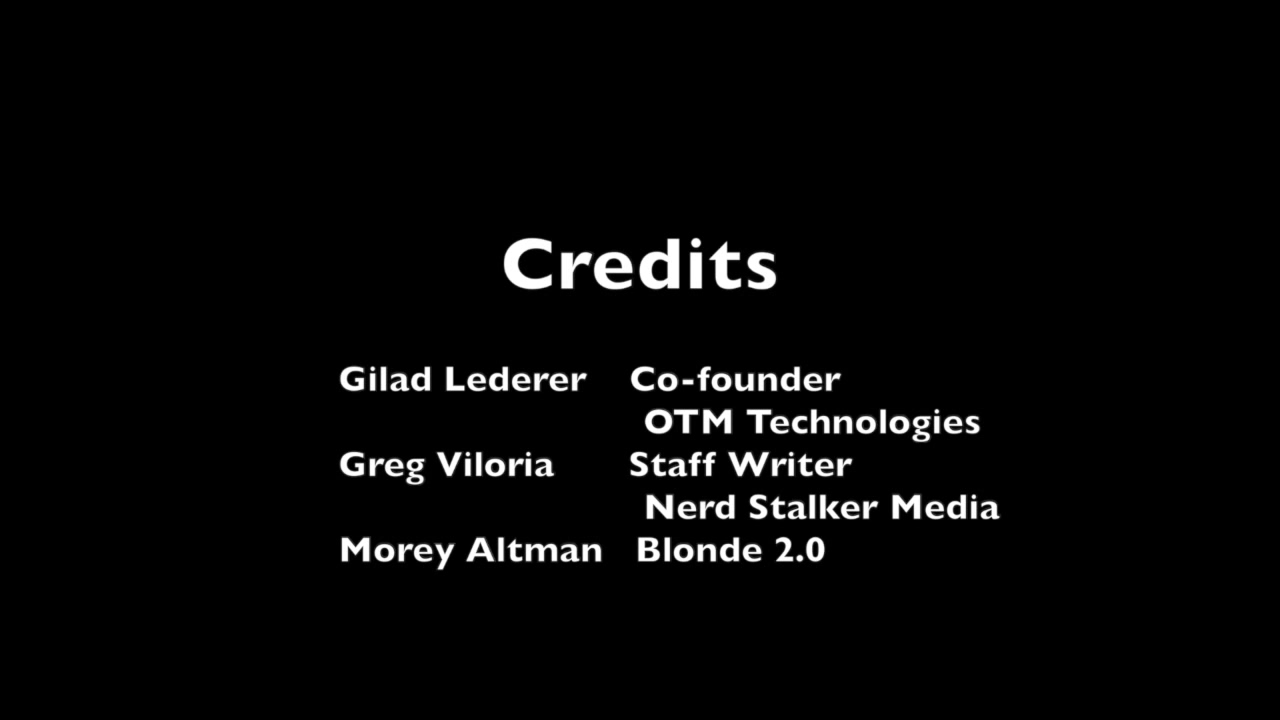 Credits
Gilad Lederer Co-founder
OTM Technologies
Greg Viloria Staff Writer
Nerd Stalker Media
Morey Altman Blonde 2.0